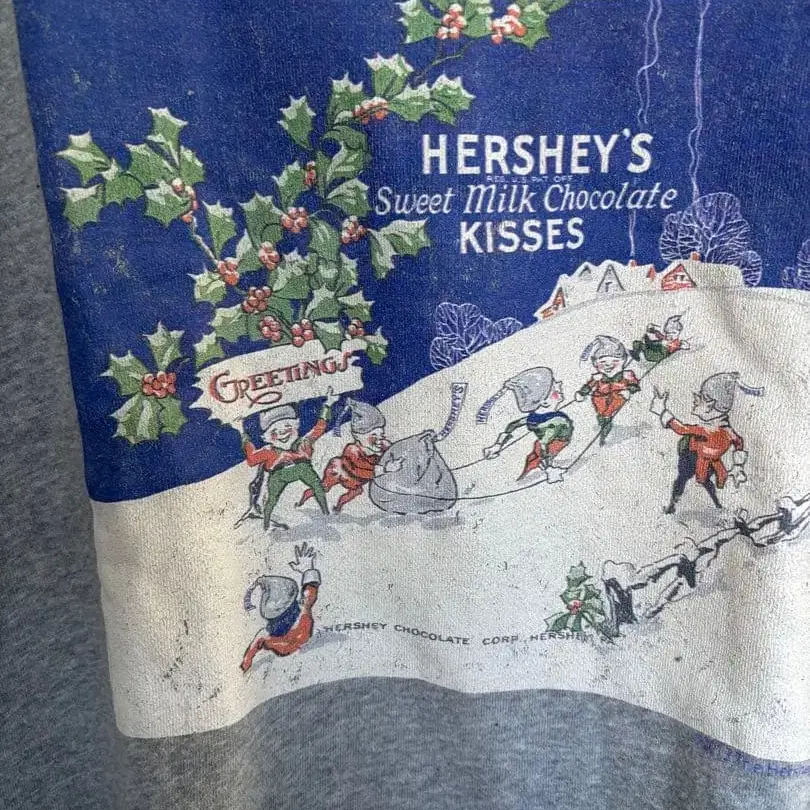 HERSHEY'S
REG. U.S. PAT. OFF.
Sweet Milk Chocolate
KISSES
GREETINGS
HERSHEY'S
HERSHEY CHOCOLATE CORP. HERSHEY